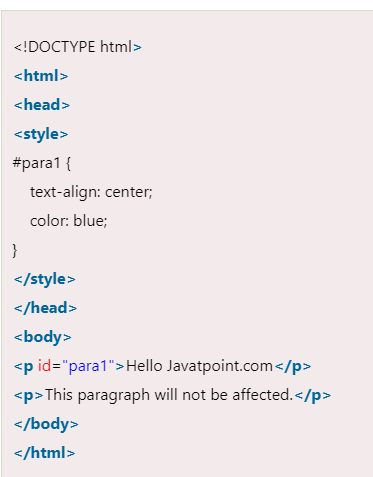 <!DOCTYPE html>
<html>
<head>
<style>
#para1 {
    text-align: center;
    color: blue;
}
</style>
</head>
<body>
<p id="para1">Hello Javatpoint.com</p>
<p>This paragraph will not be affected.</p>
</body>
</html>